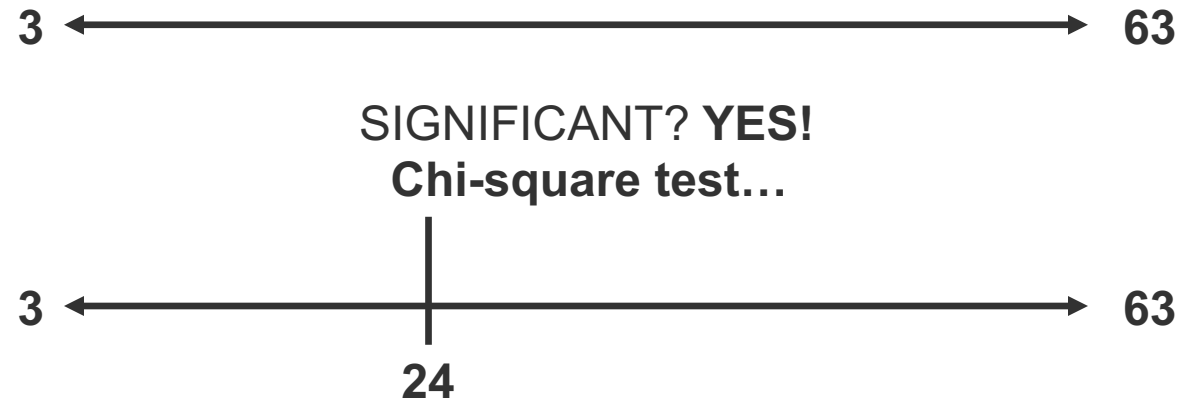 3 63
SIGNIFICANT? YES!
Chi-square test…
3 63
24